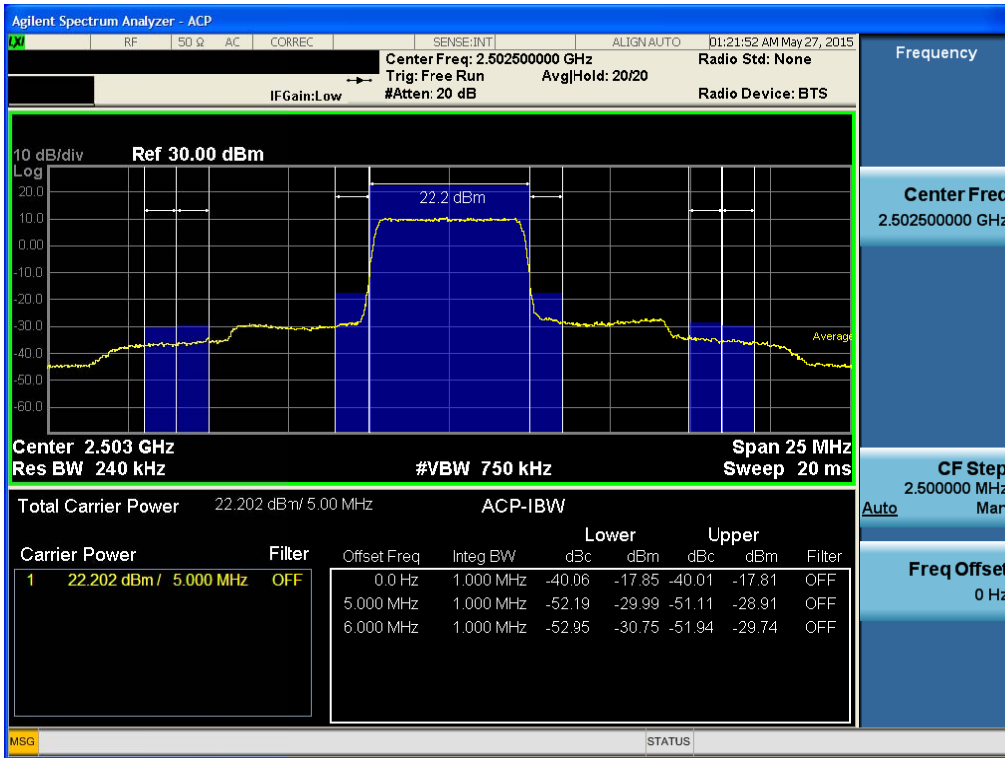 Agilent Spectrum Analyzer - ACP
LXI RF 50 Ω AC CORREC SENSE:INT ALIGN AUTO 01:21:52 AM May 27, 2015
Center Freq: 2.502500000 GHz Radio Std: None
Trig: Free Run Avg|Hold: 20/20
IFGain:Low #Atten: 20 dB Radio Device: BTS
10 dB/div Ref 30.00 dBm
Log
20.0
10.0
0.00
-10.0
-20.0
-30.0
-40.0
-50.0
-60.0
22.2 dBm
Average
Center 2.503 GHz Span 25 MHz
Res BW 240 kHz #VBW 750 kHz Sweep 20 ms
Total Carrier Power 22.202 dBm/ 5.00 MHz ACP-IBW
Lower Upper
Carrier Power Filter
1 22.202 dBm / 5.000 MHz OFF
Offset Freq Integ BW dBc dBm dBc dBm Filter
0.0 Hz 1.000 MHz -40.06 -17.85 -40.01 -17.81 OFF
5.000 MHz 1.000 MHz -52.19 -29.99 -51.11 -28.91 OFF
6.000 MHz 1.000 MHz -52.95 -30.75 -51.94 -29.74 OFF
MSG STATUS
Frequency
Center Freq
2.502500000 GHz
CF Step
2.500000 MHz
Auto Man
Freq Offset
0 Hz